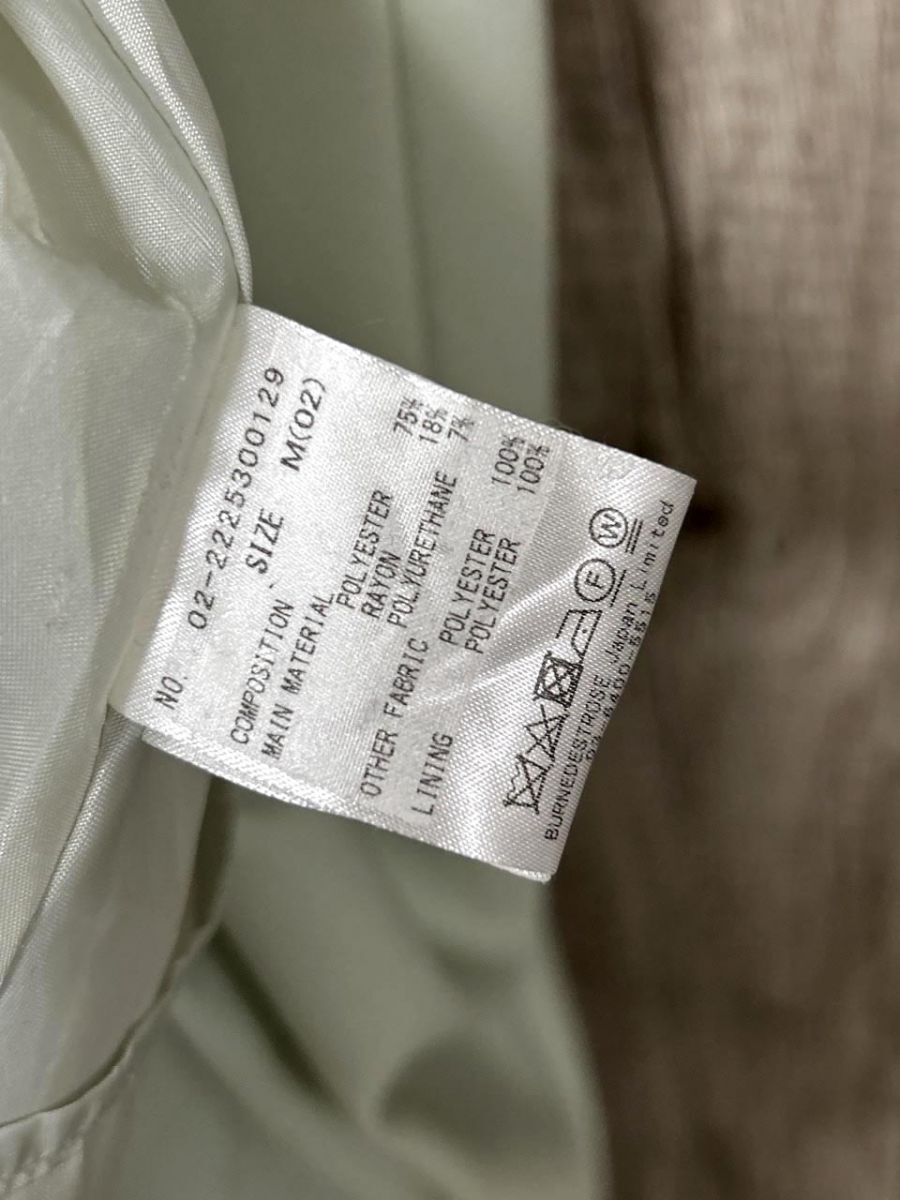 NO. 02-2225300129
SIZE M(02)
COMPOSITION
MAIN MATERIAL
POLYESTER 75%
RAYON 18%
POLYURETHANE 7%
OTHER FABRIC
POLYESTER 100%
LINING POLYESTER 100%
F W
BURNEDESTROSE Japan Limited